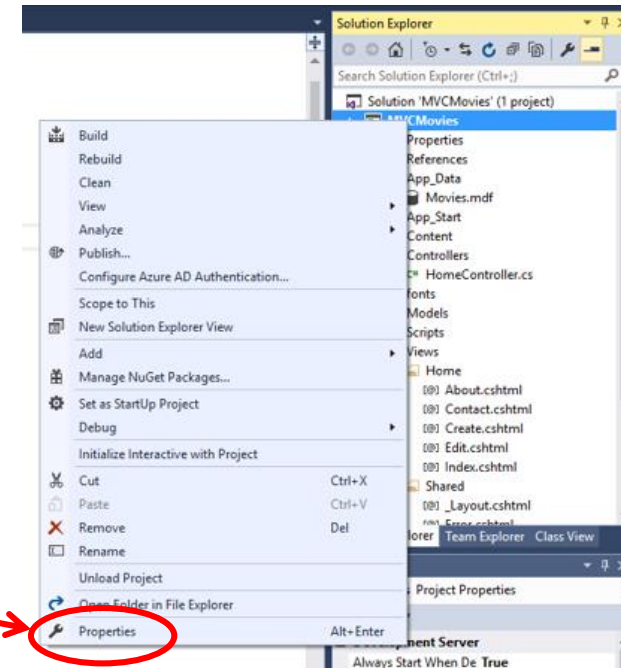 Solution Explorer
Search Solution Explorer (Ctrl+;)
Solution 'MVCMovies' (1 project)
MVCMovies
Properties
References
App_Data
Movies.mdf
App_Start
Content
Controllers
C# HomeController.cs
fonts
Models
Scripts
Views
Home
[@] About.cshtml
[@] Contact.cshtml
[@] Create.cshtml
[@] Edit.cshtml
[@] Index.cshtml
Shared
[@] _Layout.cshtml
[@] Error.cshtml
lorer Team Explorer Class View
Project Properties
ment Server
Always Start When De True
Build
Rebuild
Clean
View
Analyze
Publish...
Configure Azure AD Authentication...
Scope to This
New Solution Explorer View
Add
Manage NuGet Packages...
Set as StartUp Project
Debug
Initialize Interactive with Project
Cut Ctrl+X
Paste Ctrl+V
Remove Del
Rename
Unload Project
Open Folder in File Explorer
Properties Alt+Enter